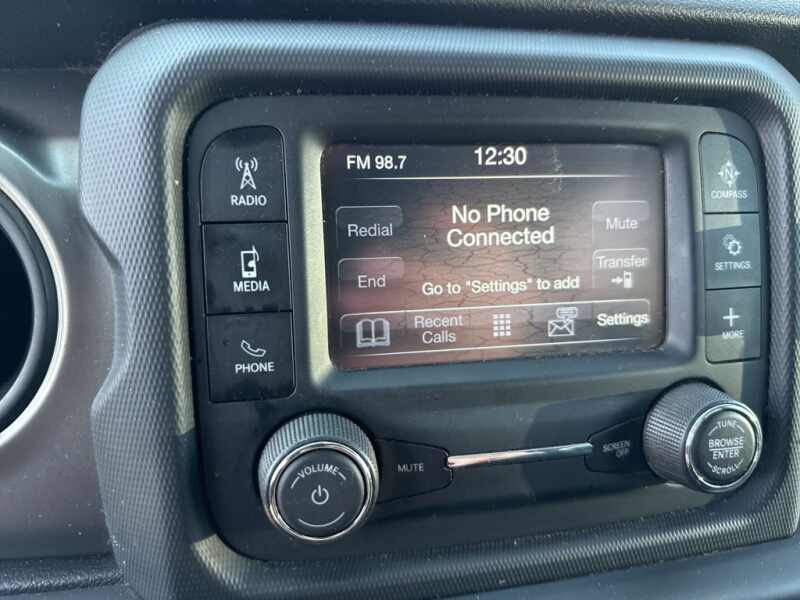 FM 98.7
12:30
No Phone
Connected
Redial
Mute
End
Transfer
Go to "Settings" to add
Recent
Calls
Settings
RADIO
MEDIA
PHONE
N
COMPASS
SETTINGS
MORE
VOLUME
MUTE
SCREEN
OFF
TUNE
BROWSE
ENTER
SCROLL